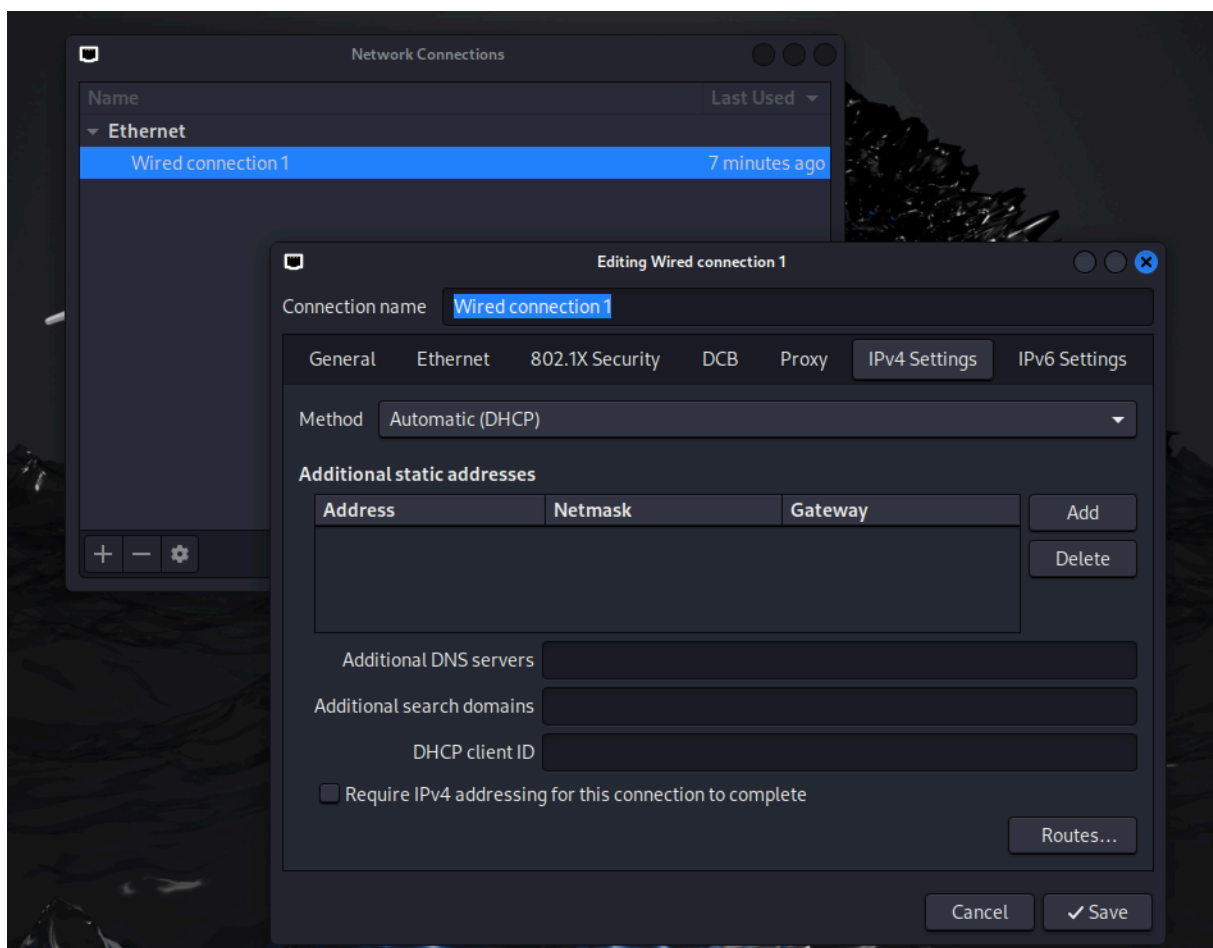 Network Connections
Name Last Used
Ethernet
Wired connection 1 7 minutes ago
Editing Wired connection 1
Connection name Wired connection 1
General Ethernet 802.1X Security DCB Proxy IPv4 Settings IPv6 Settings
Method Automatic (DHCP)
Additional static addresses
Address Netmask Gateway Add
Delete
Additional DNS servers
Additional search domains
DHCP client ID
Require IPv4 addressing for this connection to complete
Routes...
Cancel Save